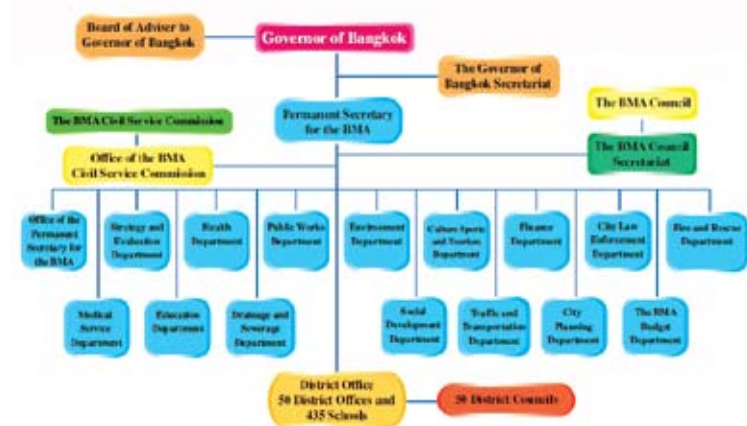 Board of Adviser to
Governor of Bangkok
Governor of Bangkok
The Governor of
Bangkok Secretariat
Permanent Secretary
for the BMA
The BMA Council
The BMA Civil Service Commission
Office of the BMA
Civil Service Commission
The BMA Council
Secretariat
Office of the
Permanent
Secretary for
the BMA
Strategy and
Evaluation
Department
Health
Department
Public Works
Department
Environment
Department
Culture Sports
and Tourism
Department
Finance
Department
City Law
Enforcement
Department
Fire and Rescue
Department
Medical
Service
Department
Education
Department
Drainage and
Sewerage
Department
Social
Development
Department
Traffic and
Transportation
Department
City
Planning
Department
The BMA
Budget
Department
District Office
50 District Offices and
435 Schools
50 District Councils